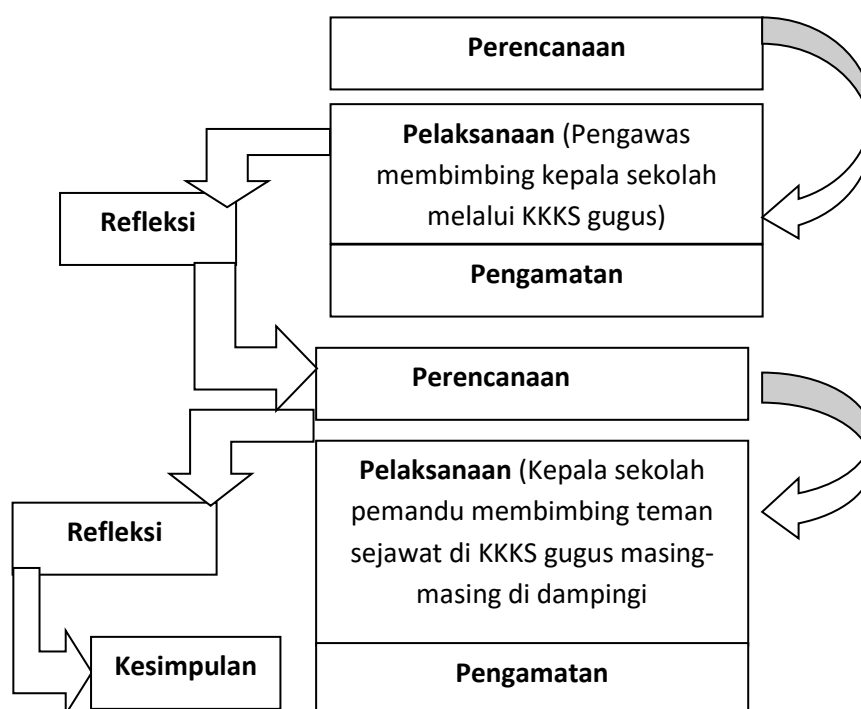 Perencanaan
Pelaksanaan (Pengawas
membimbing kepala sekolah
melalui KKKS gugus)
Refleksi
Pengamatan
Perencanaan
Pelaksanaan (Kepala sekolah
pemandu membimbing teman
sejawat di KKKS gugus masing-
masing di dampingi
Refleksi
Kesimpulan
Pengamatan